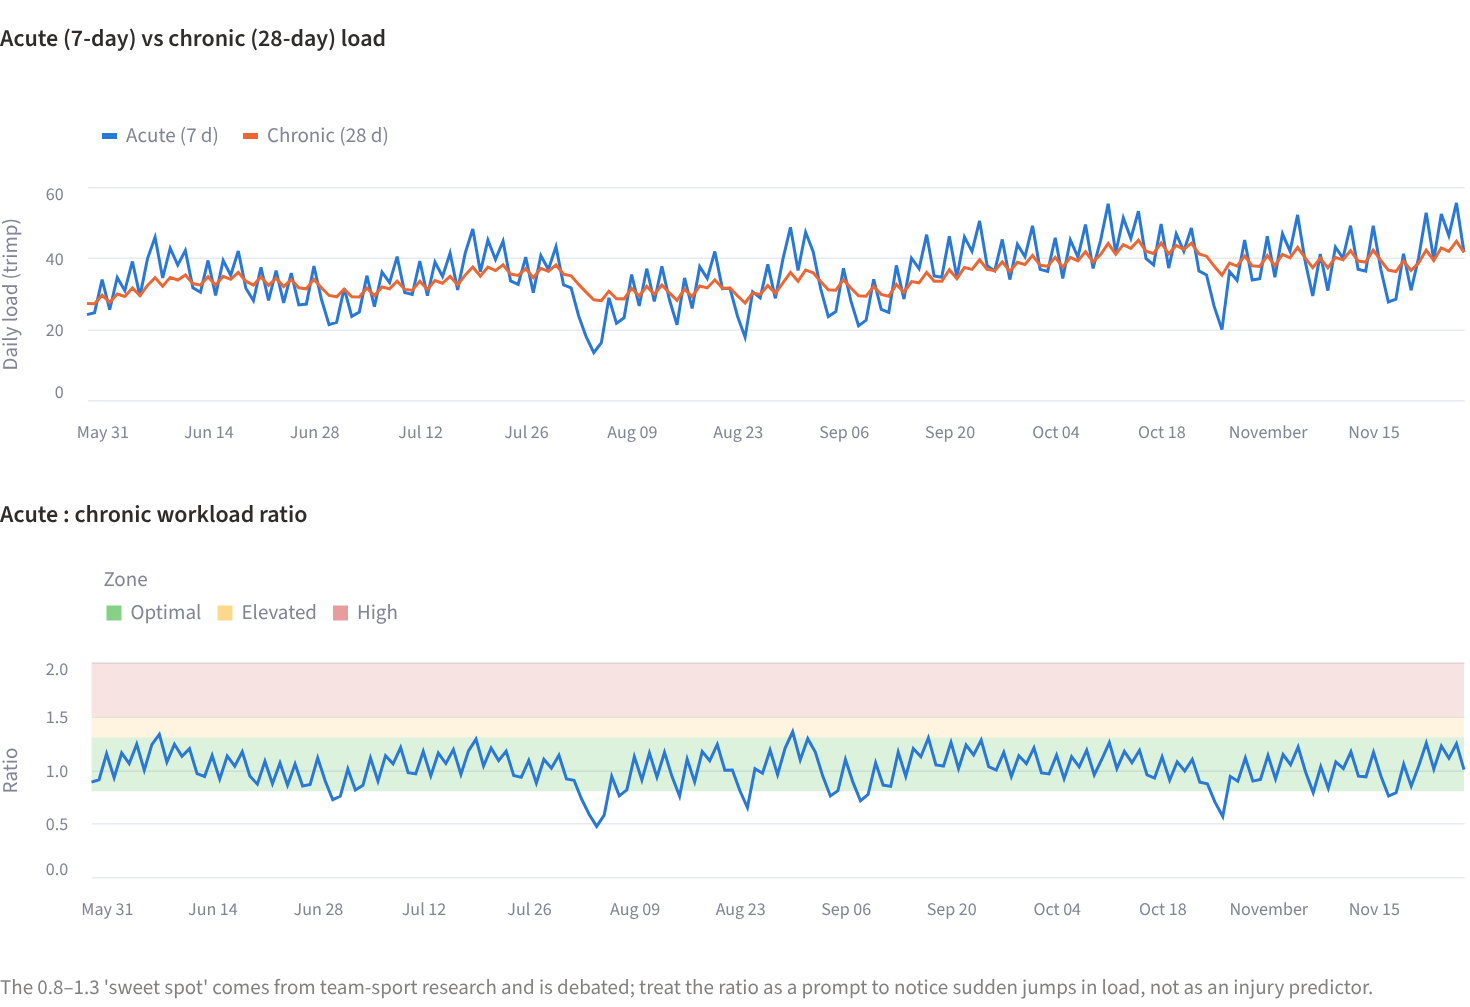 Acute (7-day) vs chronic (28-day) load
Acute (7 d) Chronic (28 d)
Daily load (trimp)
60
40
20
0
May 31 Jun 14 Jun 28 Jul 12 Jul 26 Aug 09 Aug 23 Sep 06 Sep 20 Oct 04 Oct 18 November Nov 15
Acute : chronic workload ratio
Zone
Optimal Elevated High
Ratio
2.0
1.5
1.0
0.5
0.0
May 31 Jun 14 Jun 28 Jul 12 Jul 26 Aug 09 Aug 23 Sep 06 Sep 20 Oct 04 Oct 18 November Nov 15
The 0.8–1.3 'sweet spot' comes from team-sport research and is debated; treat the ratio as a prompt to notice sudden jumps in load, not as an injury predictor.